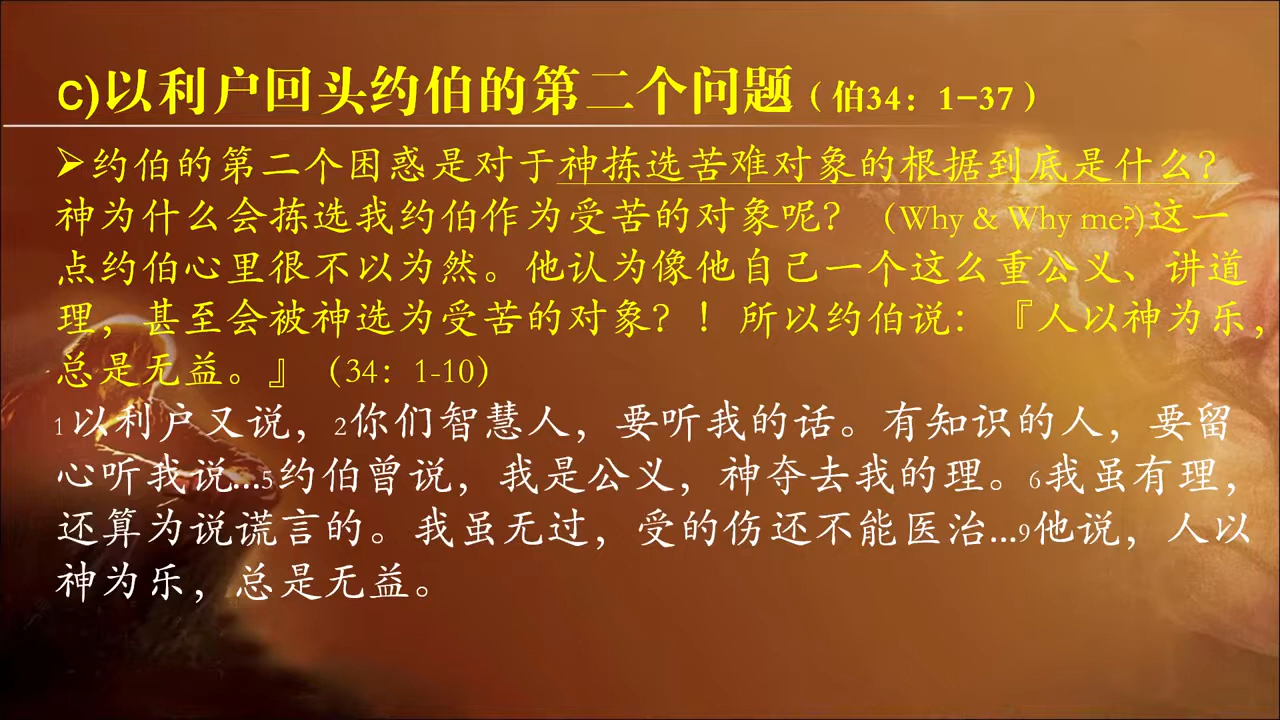 c)以利户回头约伯的第二个问题（伯34：1-37）
➢约伯的第二个困惑是对于神拣选苦难对象的根据到底是什么？
神为什么会拣选我约伯作为受苦的对象呢？（Why & Why me?)这一
点约伯心里很不以为然。他认为像他自己一个这么重公义、讲道
理，甚至会被神选为受苦的对象？！所以约伯说：『人以神为乐，
总是无益。』（34：1-10）
1以利户又说，2你们智慧人，要听我的话。有知识的人，要留
心听我说...5约伯曾说，我是公义，神夺去我的理。6我虽有理，
还算为说谎言的。我虽无过，受的伤还不能医治...9他说，人以
神为乐，总是无益。